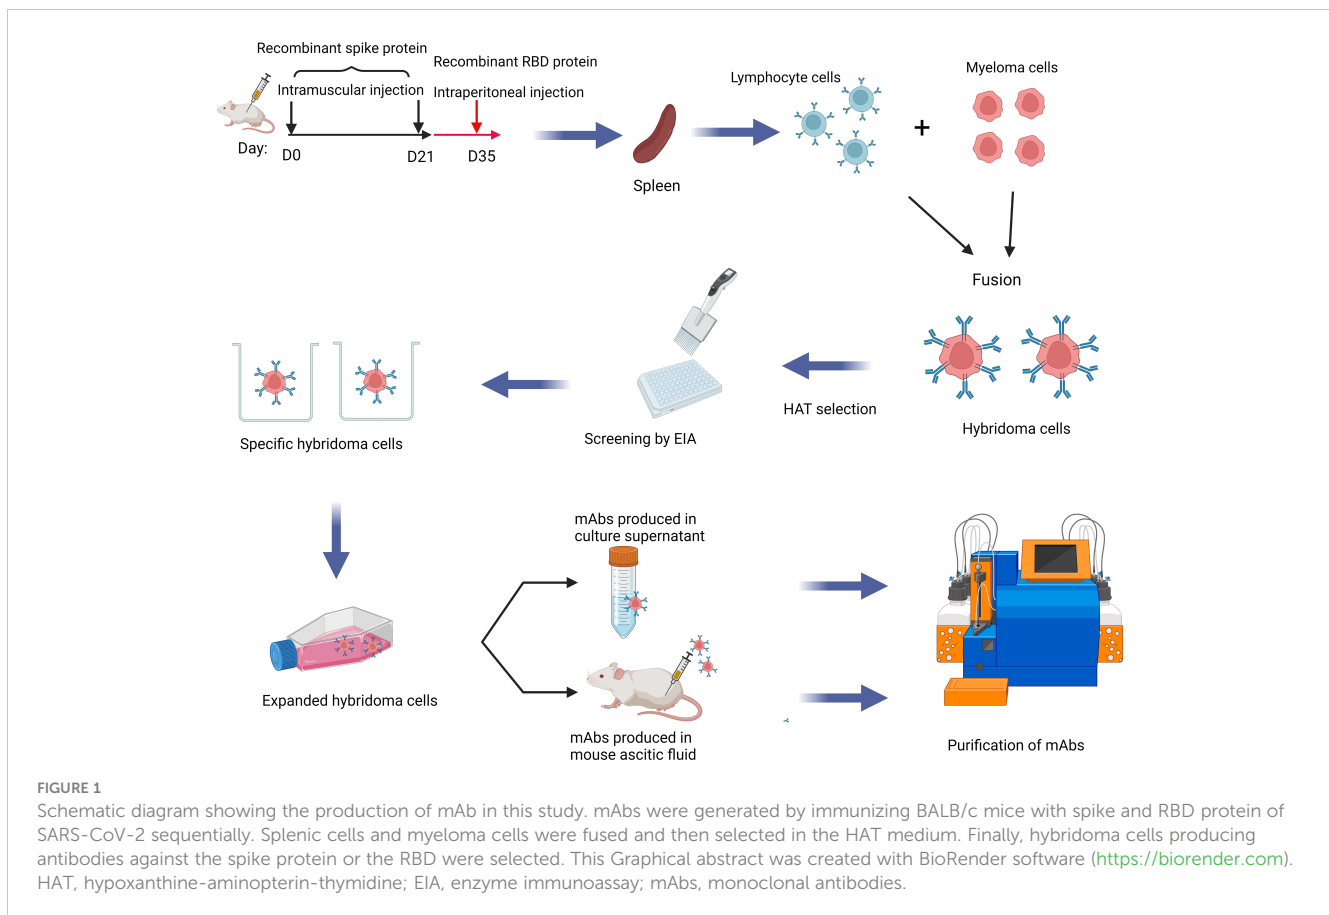 Recombinant spike protein
Recombinant RBD protein
Intramuscular injection
Intraperitoneal injection
Day:
D0
D21
D35
Spleen
Lymphocyte cells
+
Myeloma cells
Fusion
Hybridoma cells
HAT selection
Screening by EIA
Specific hybridoma cells
Expanded hybridoma cells
mAbs produced in
culture supernatant
mAbs produced in
mouse ascitic fluid
Purification of mAbs
FIGURE 1
Schematic diagram showing the production of mAb in this study. mAbs were generated by immunizing BALB/c mice with spike and RBD protein of
SARS-CoV-2 sequentially. Splenic cells and myeloma cells were fused and then selected in the HAT medium. Finally, hybridoma cells producing
antibodies against the spike protein or the RBD were selected. This Graphical abstract was created with BioRender software (https://biorender.com).
HAT, hypoxanthine-aminopterin-thymidine; EIA, enzyme immunoassay; mAbs, monoclonal antibodies.